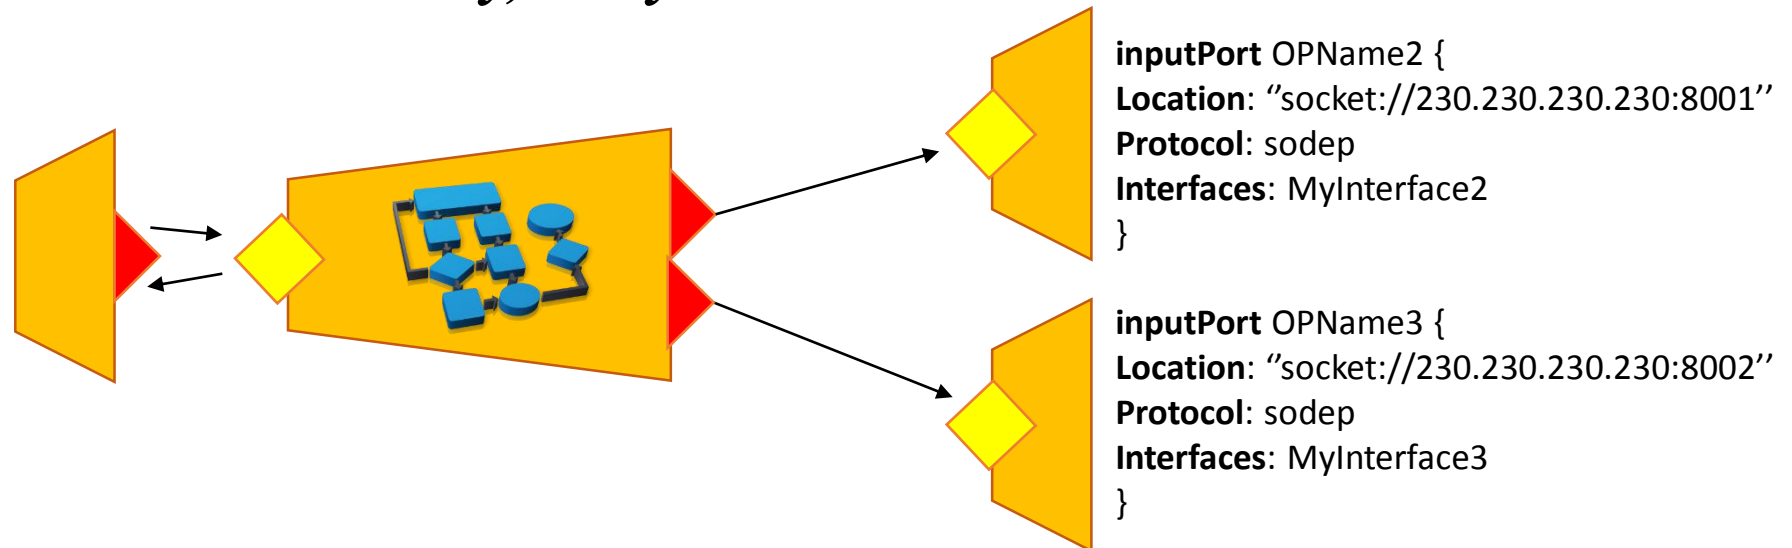 inputPort OPName2 {
Location: ‘’socket://230.230.230.230:8001’’
Protocol: sodep
Interfaces: MyInterface2
}
inputPort OPName3 {
Location: ‘’socket://230.230.230.230:8002’’
Protocol: sodep
Interfaces: MyInterface3
}